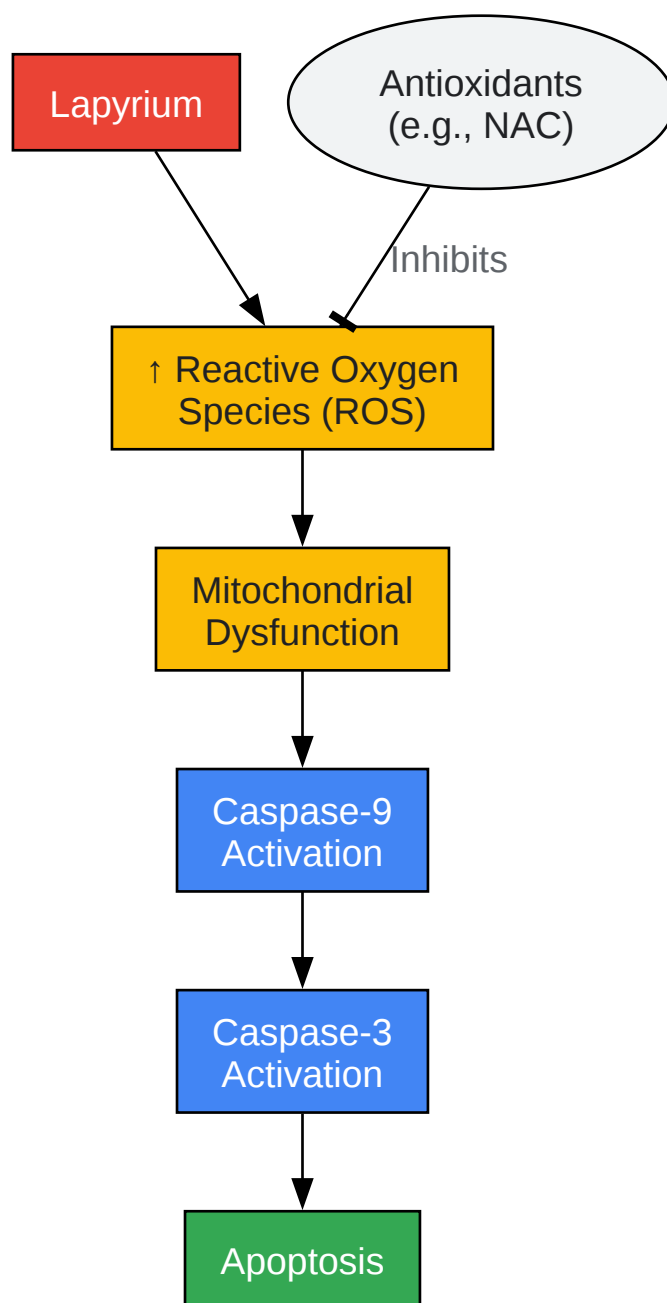 Lapyrium
Antioxidants
(e.g., NAC)
Inhibits
↑ Reactive Oxygen
Species (ROS)
Mitochondrial
Dysfunction
Caspase-9
Activation
Caspase-3
Activation
Apoptosis